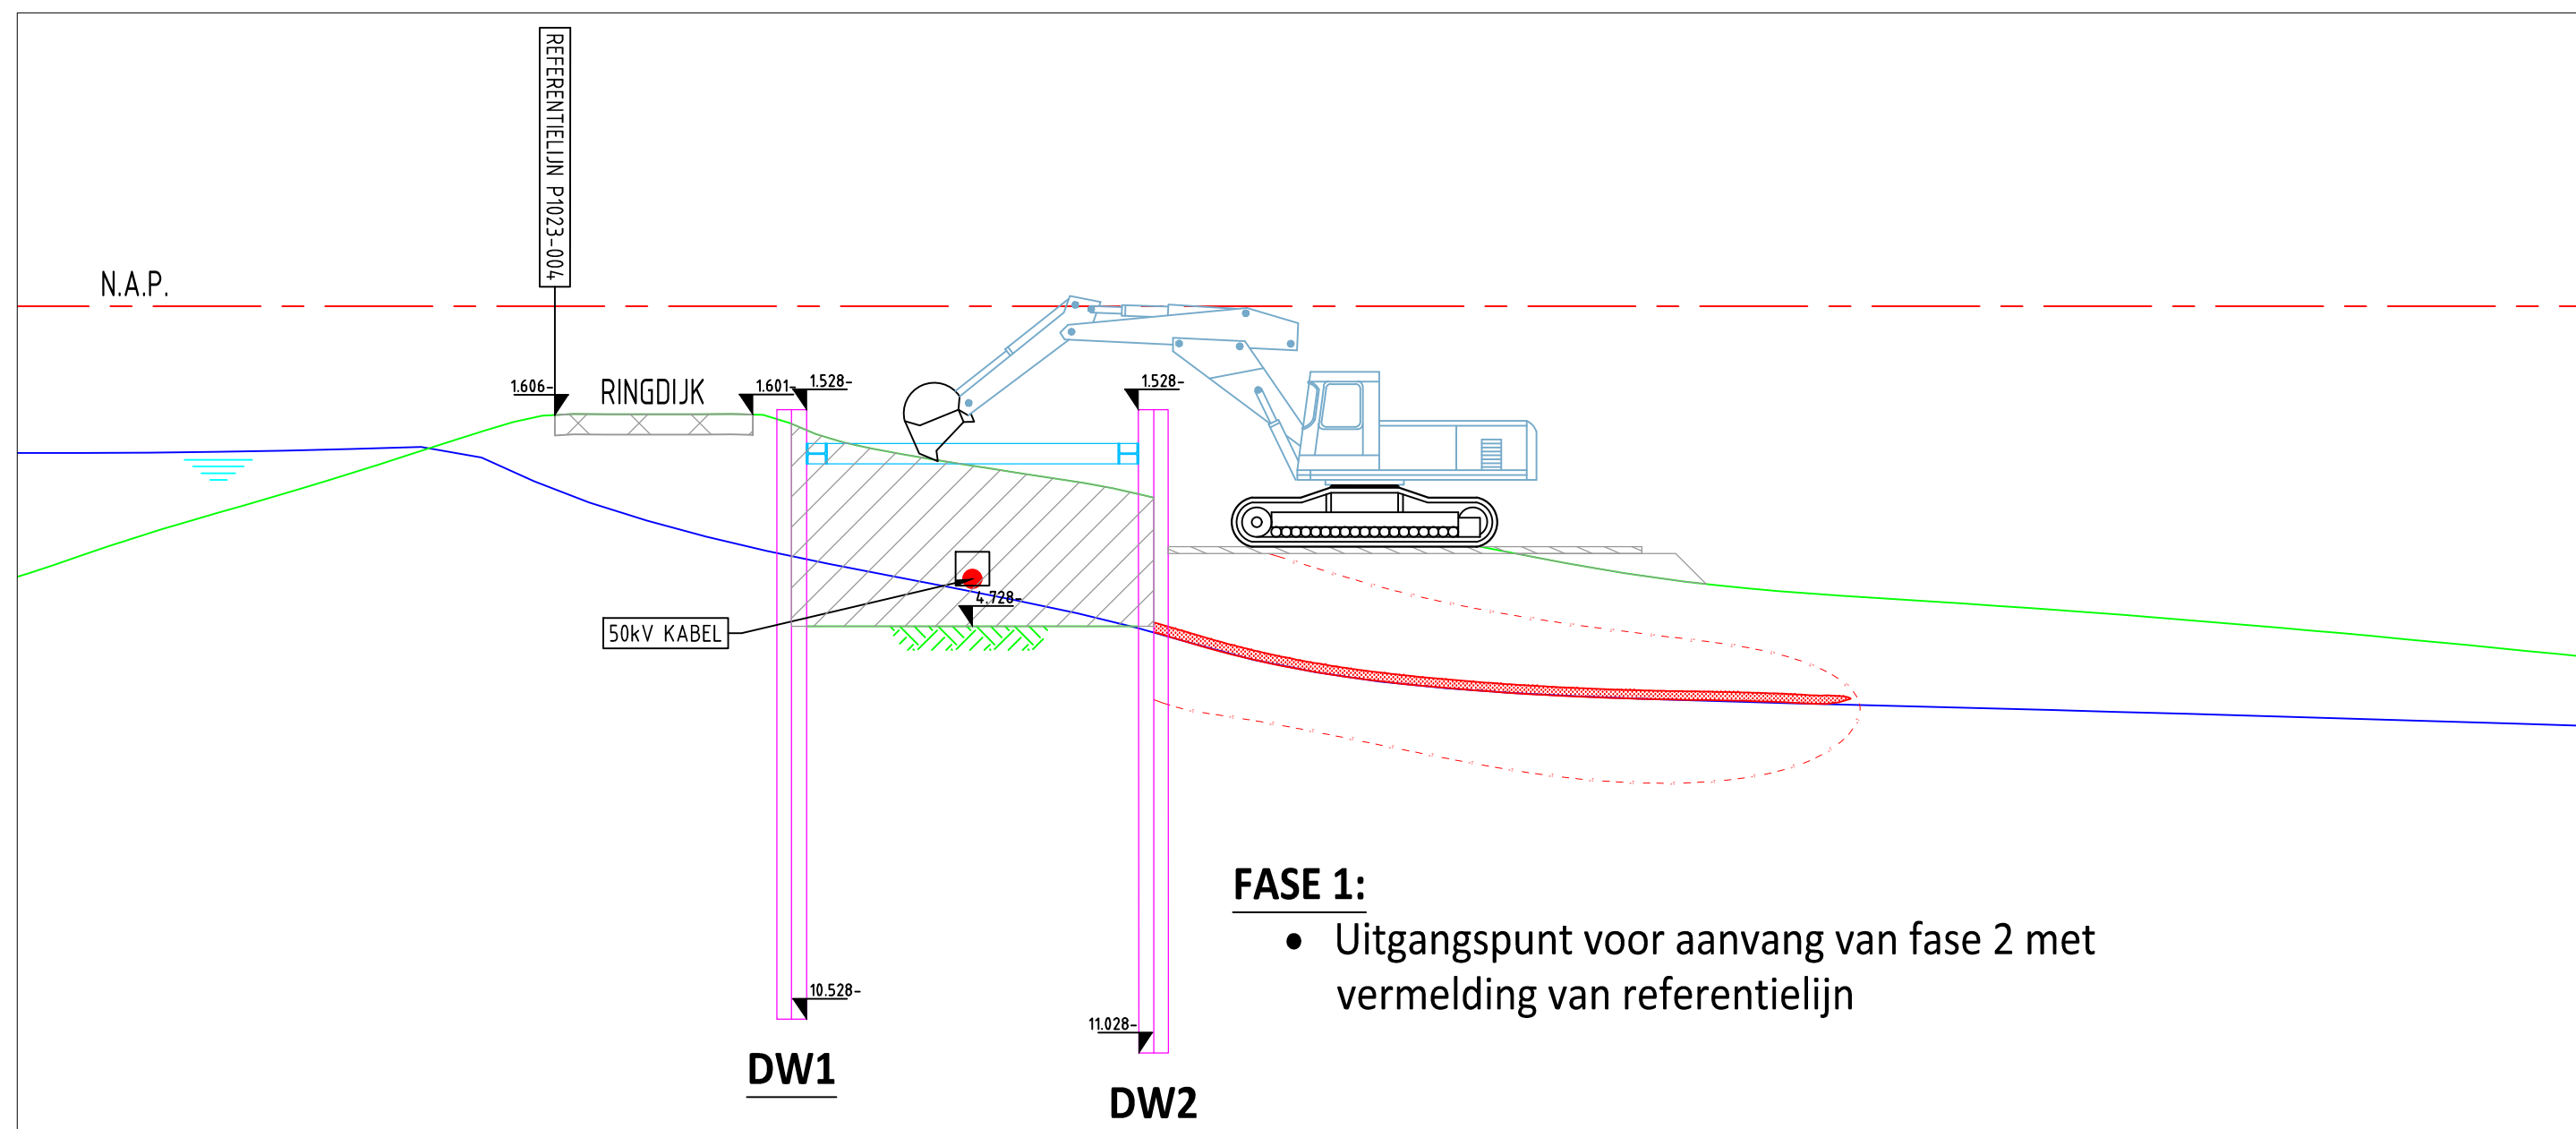 REFERENTIELIJN P1023-004
N.A.P.
1.606-
RINGDIJK
1.601-
1.528-
1.528-
4.728-
50kV KABEL
FASE 1:
• Uitgangspunt voor aanvang van fase 2 met
vermelding van referentielijn
10.528-
11.028-
DW1
DW2